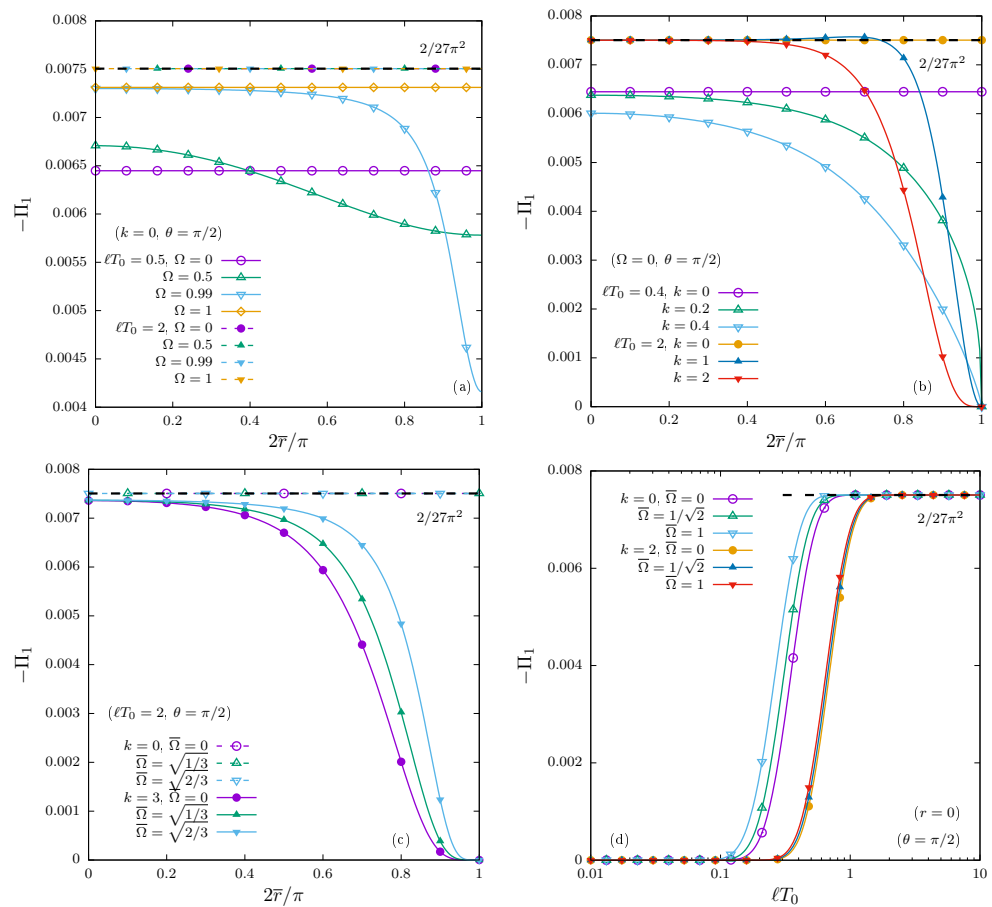 0.008
0.0075
0.007
0.0065
0.006
0.0055
0.005
0.0045
0.004
−Π₁
2/27π²
(k = 0, θ = π/2)
ℓT₀ = 0.5, Ω = 0
Ω = 0.5
Ω = 0.99
Ω = 1
ℓT₀ = 2, Ω = 0
Ω = 0.5
Ω = 0.99
Ω = 1
(a)
0 0.2 0.4 0.6 0.8 1
2r̅/π
0.008
0.007
0.006
0.005
0.004
0.003
0.002
0.001
0
−Π₁
2/27π²
(Ω = 0, θ = π/2)
ℓT₀ = 0.4, k = 0
k = 0.2
k = 0.4
ℓT₀ = 2, k = 0
k = 1
k = 2
(b)
0 0.2 0.4 0.6 0.8 1
2r̅/π
0.008
0.007
0.006
0.005
0.004
0.003
0.002
0.001
0
−Π₁
2/27π²
(ℓT₀ = 2, θ = π/2)
k = 0, Ω̅ = 0
Ω̅ = √1/3
Ω̅ = √2/3
k = 3, Ω̅ = 0
Ω̅ = √1/3
Ω̅ = √2/3
(c)
0 0.2 0.4 0.6 0.8 1
2r̅/π
0.008
0.006
0.004
0.002
0
−Π₁
k = 0, Ω̅ = 0
Ω̅ = 1/√2
Ω̅ = 1
k = 2, Ω̅ = 0
Ω̅ = 1/√2
Ω̅ = 1
2/27π²
(r = 0)
(d)
(θ = π/2)
0.01 0.1 1 10
ℓT₀